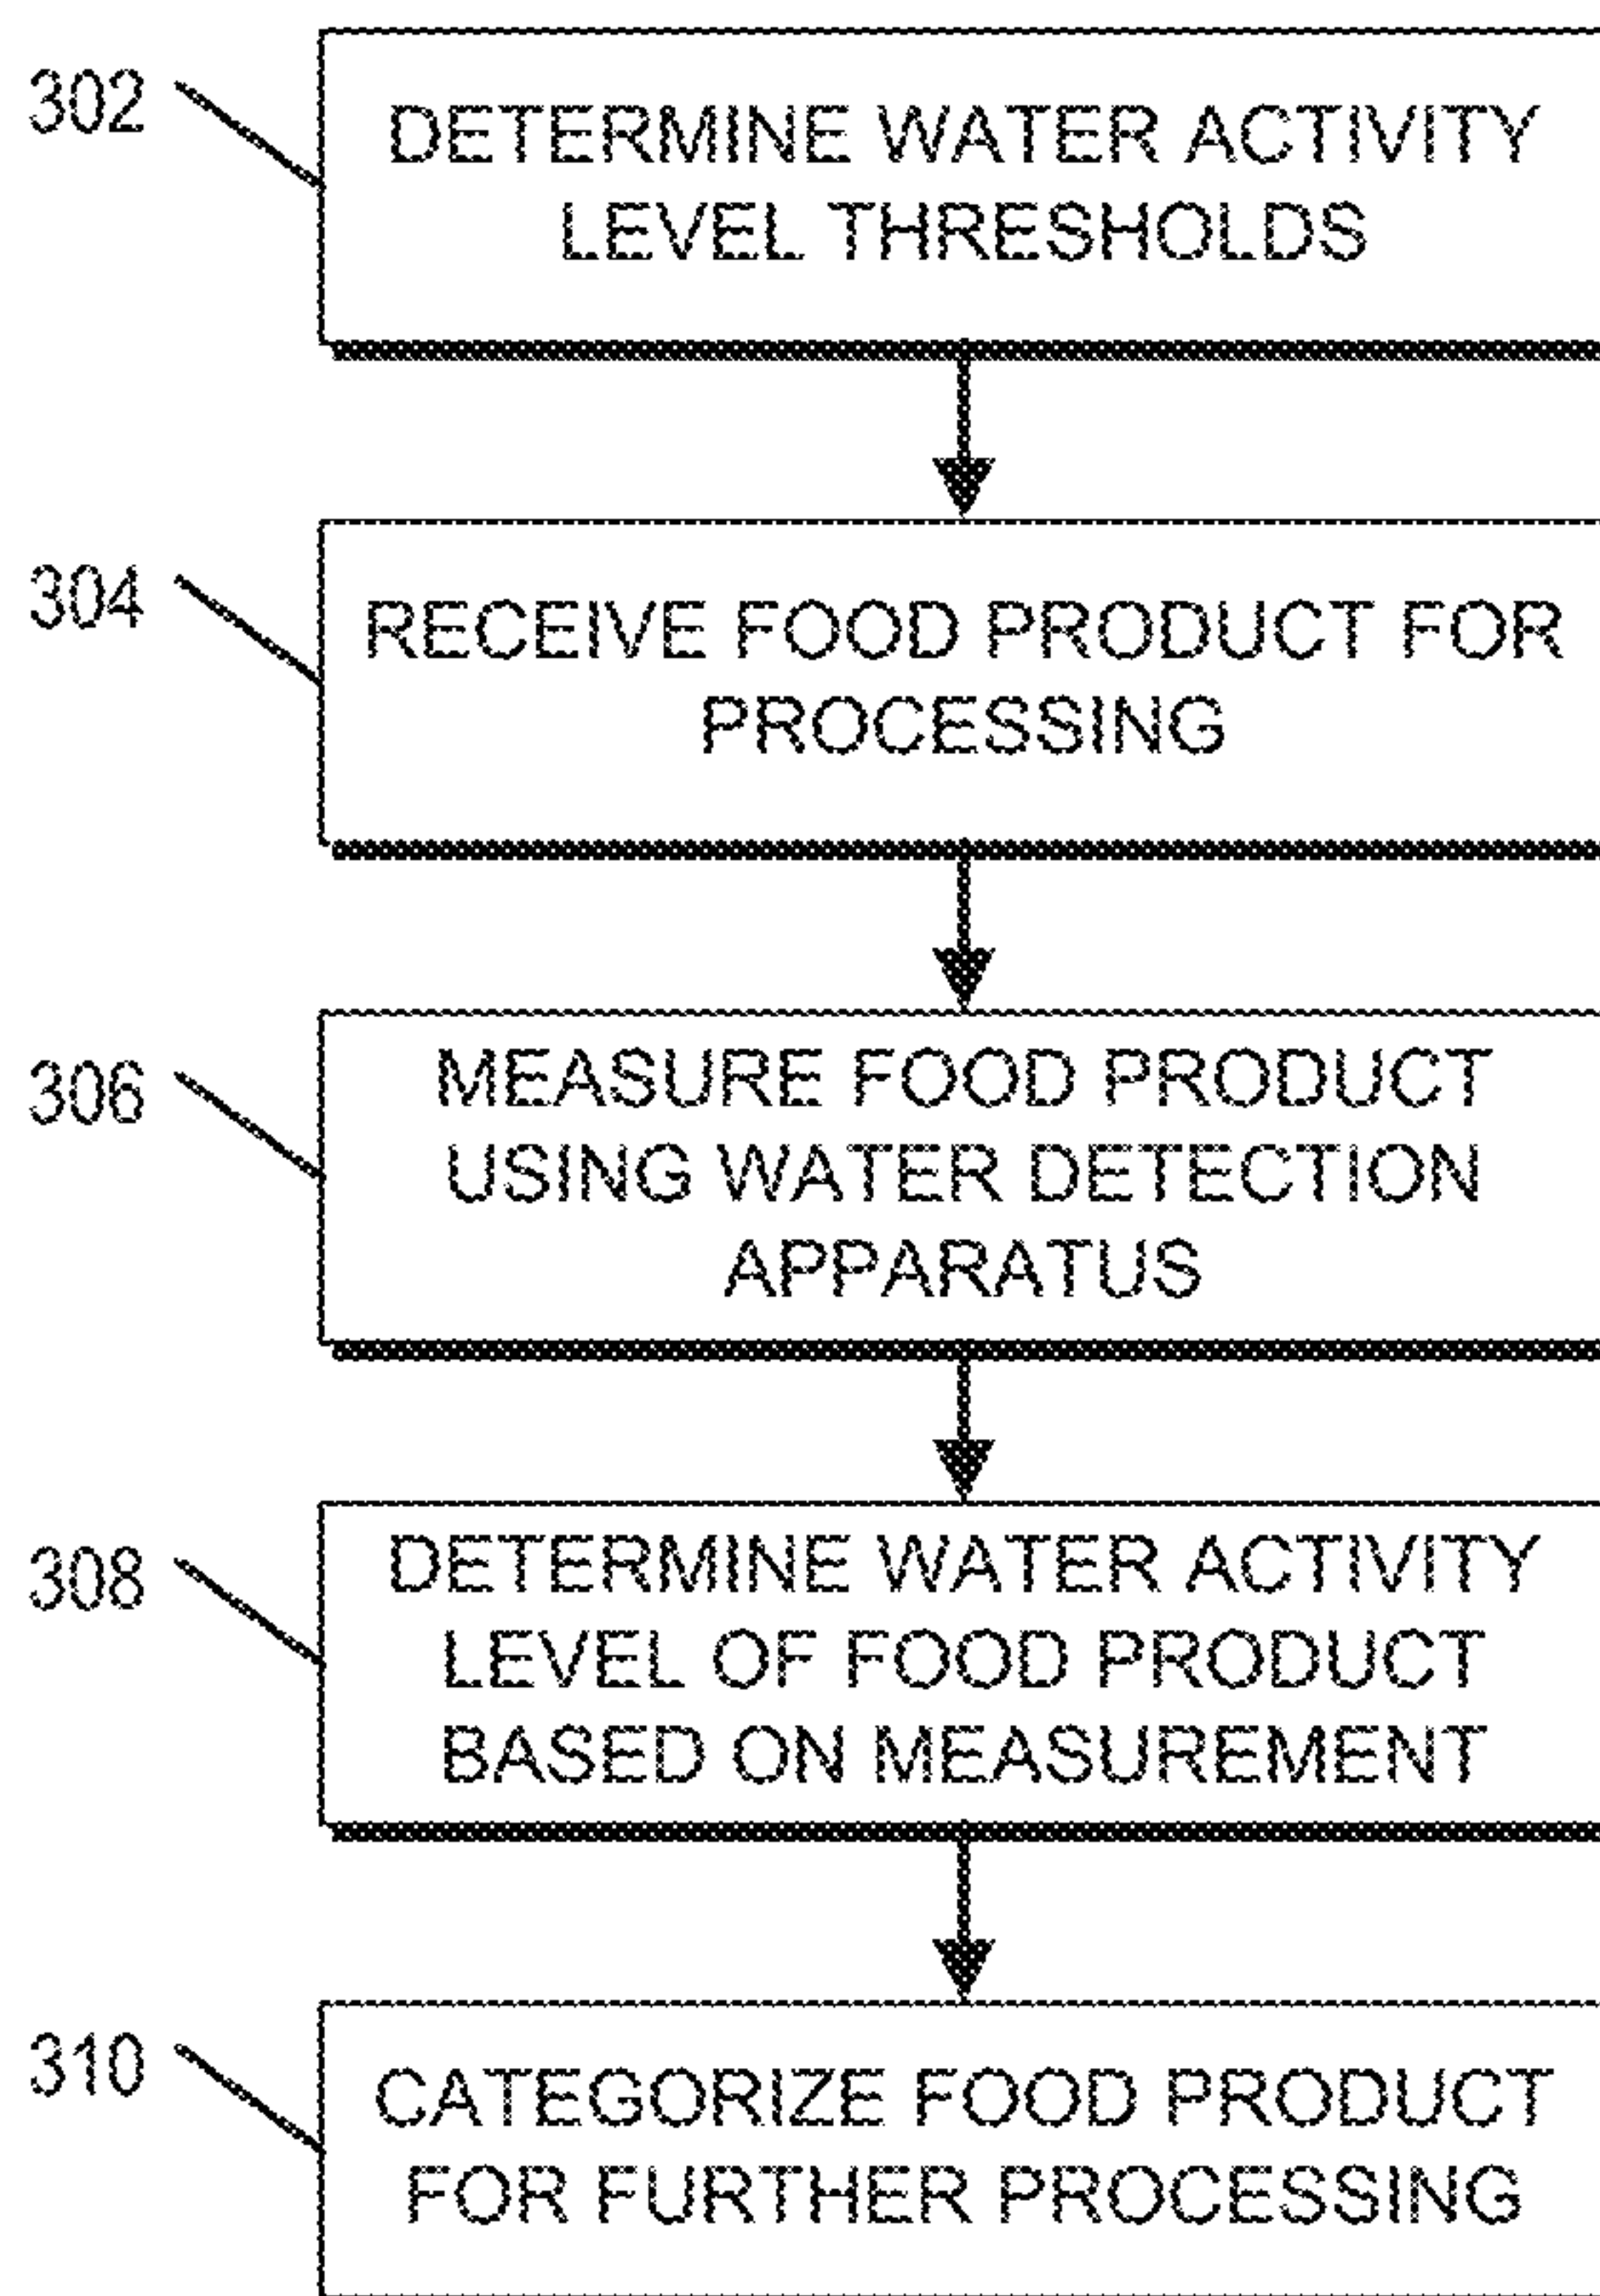 302
DETERMINE WATER ACTIVITY
LEVEL THRESHOLDS
304
RECEIVE FOOD PRODUCT FOR
PROCESSING
306
MEASURE FOOD PRODUCT
USING WATER DETECTION
APPARATUS
308
DETERMINE WATER ACTIVITY
LEVEL OF FOOD PRODUCT
BASED ON MEASUREMENT
310
CATEGORIZE FOOD PRODUCT
FOR FURTHER PROCESSING